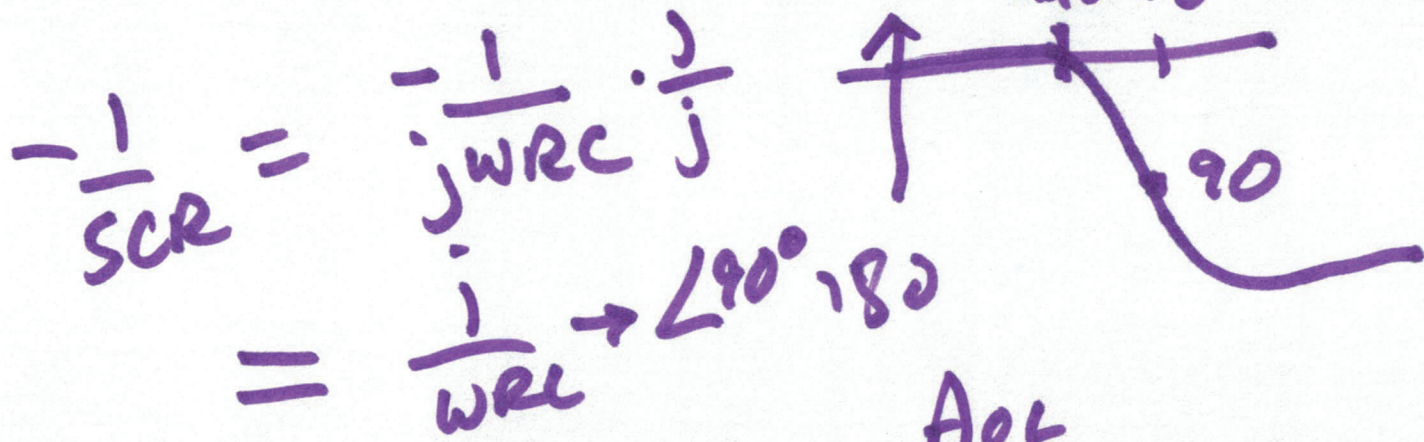 -1/SCR = -1/jWRC · j/j
= j/WRC → ∠90° 180
90
AOL